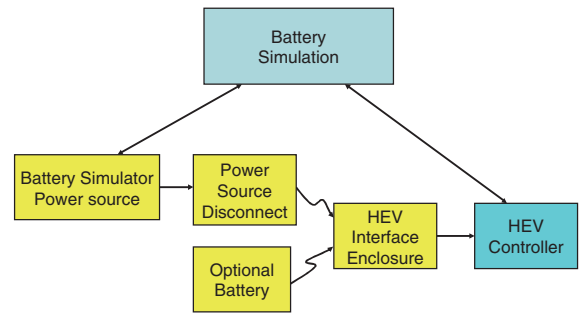 Battery
Simulation
Battery Simulator
Power source
Power
Source
Disconnect
HEV
Interface
Enclosure
HEV
Controller
Optional
Battery